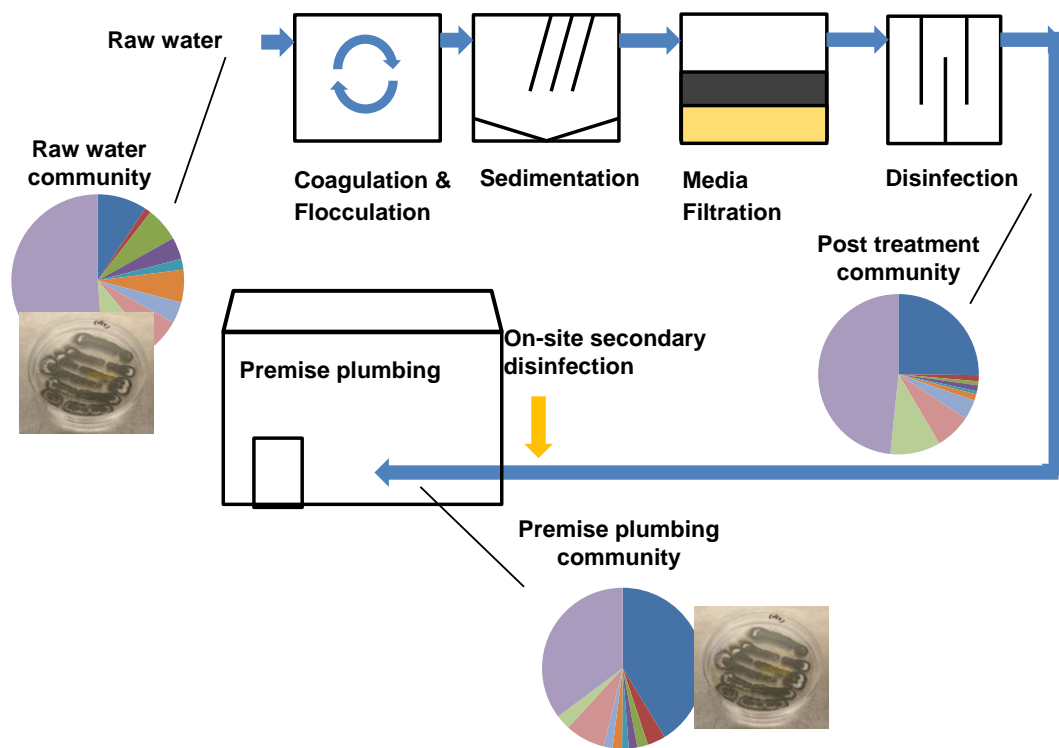 Raw water
Raw water
community
Coagulation &
Flocculation
Sedimentation
Media
Filtration
Disinfection
Post treatment
community
On-site secondary
disinfection
Premise plumbing
Premise plumbing
community